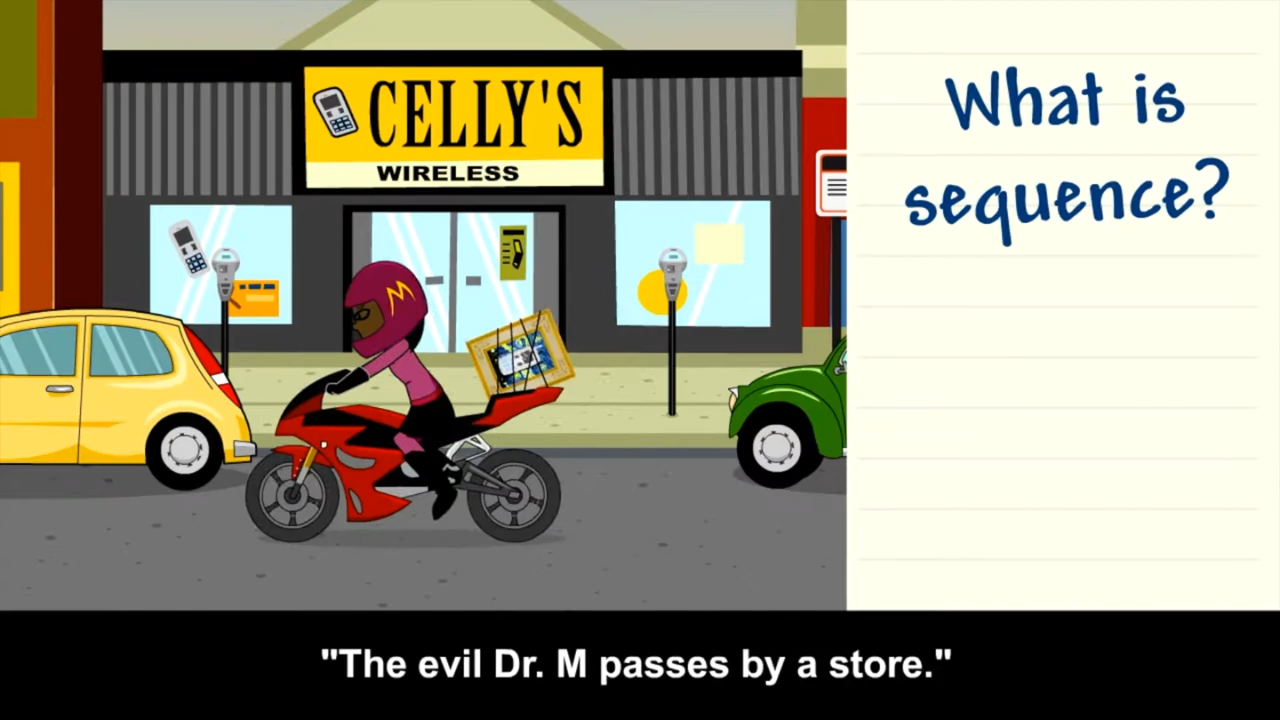 CELLY'S
WIRELESS
M
What is
sequence?
"The evil Dr. M passes by a store."